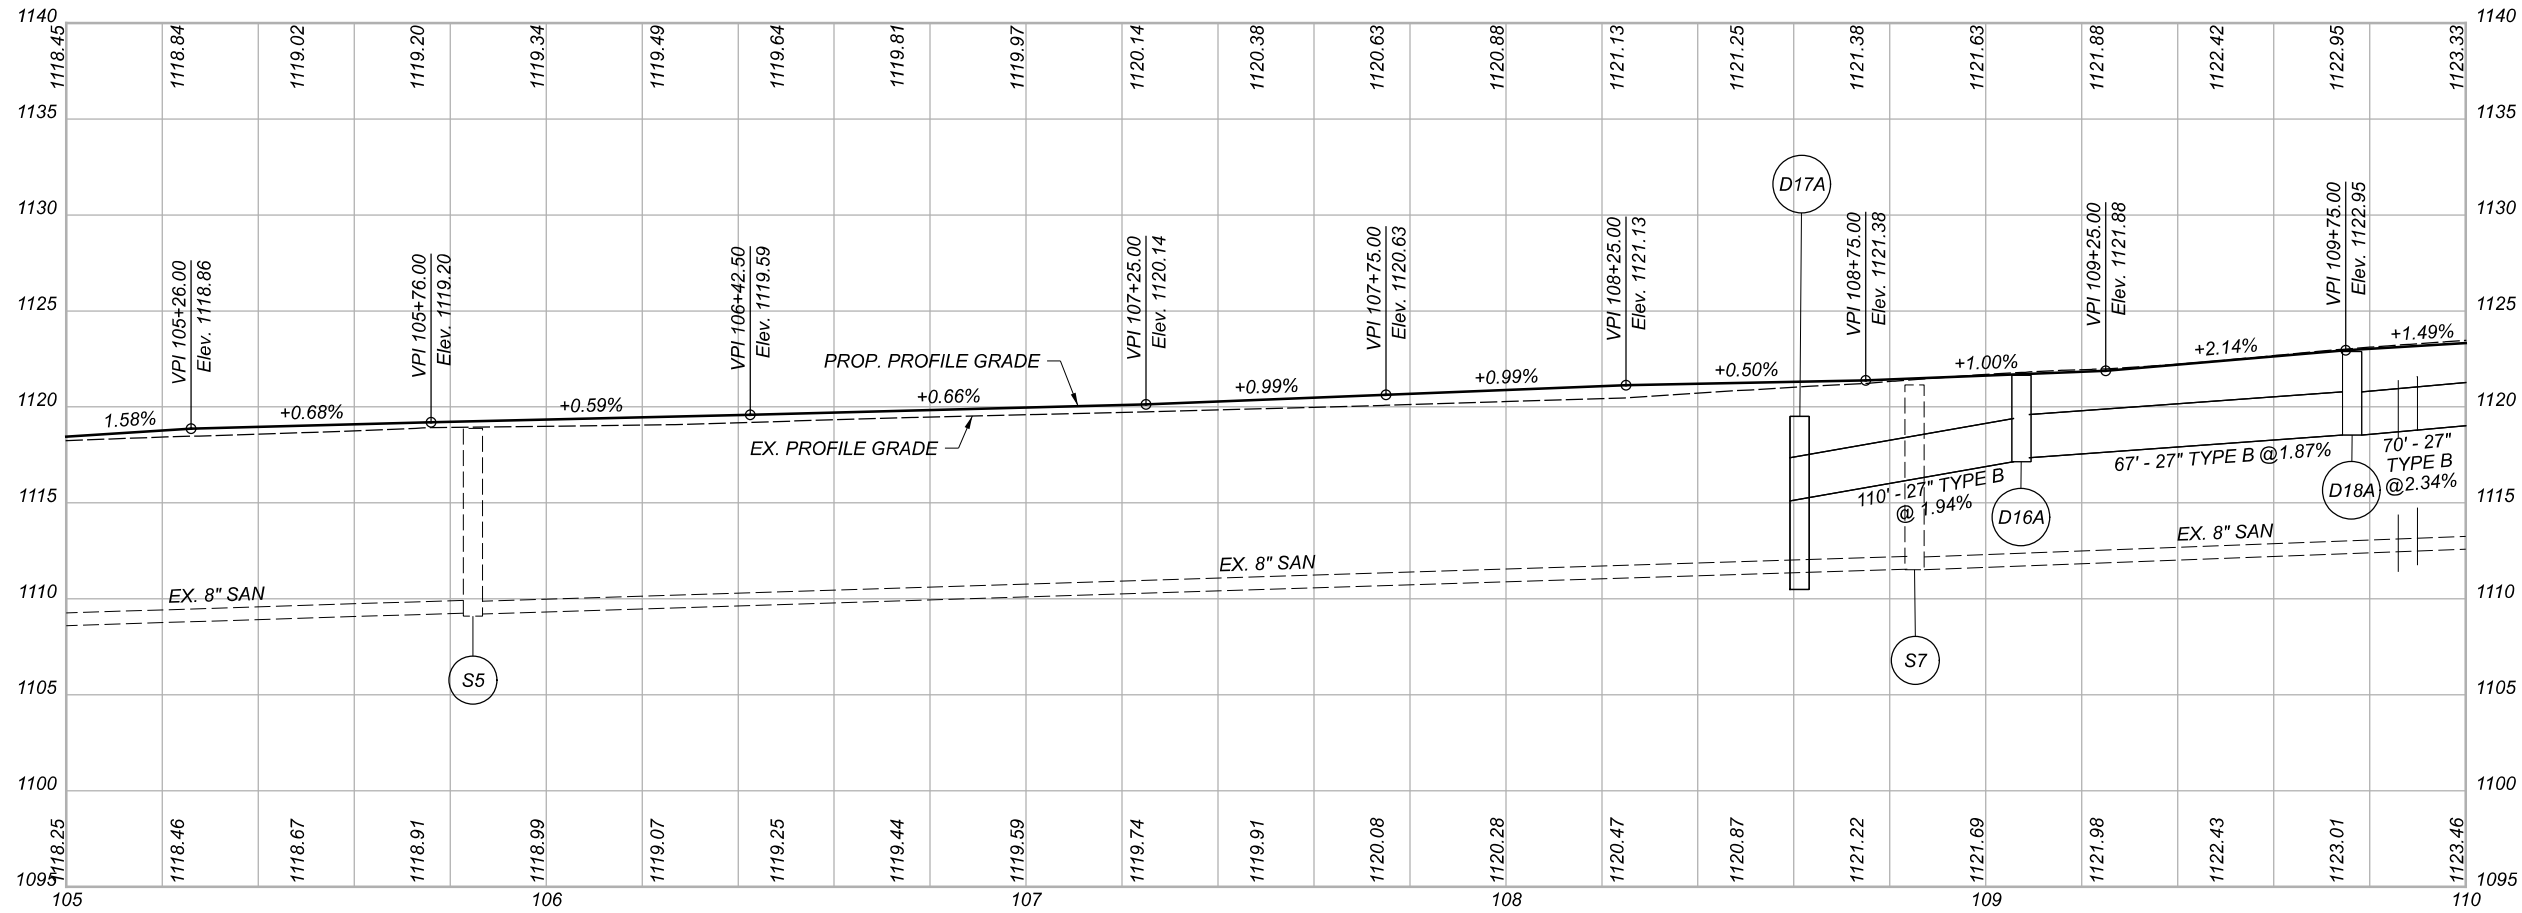 1140
1118.45
1118.84
1119.02
1119.20
1119.34
1119.49
1119.64
1119.81
1119.97
1120.14
1120.38
1120.63
1120.88
1121.13
1121.25
1121.38
1121.63
1121.88
1122.42
1122.95
1123.33
1140
1135
1135
1130
1130
1125
1125
1120
1120
1115
1115
1110
1110
1105
1105
1100
1100
1095
1095
VPI 105+26.00
Elev. 1118.86
VPI 105+76.00
Elev. 1119.20
VPI 106+42.50
Elev. 1119.59
VPI 107+25.00
Elev. 1120.14
VPI 107+75.00
Elev. 1120.63
VPI 108+25.00
Elev. 1121.13
VPI 108+75.00
Elev. 1121.38
VPI 109+25.00
Elev. 1121.88
VPI 109+75.00
Elev. 1122.95
D17A
1.58%
+0.68%
+0.59%
+0.66%
+0.99%
+0.99%
+0.50%
+1.00%
+2.14%
+1.49%
PROP. PROFILE GRADE
EX. PROFILE GRADE
110' - 27" TYPE B
@ 1.94%
67' - 27" TYPE B @1.87%
70' - 27"
TYPE B
@2.34%
D16A
D18A
EX. 8" SAN
EX. 8" SAN
EX. 8" SAN
S5
S7
1118.25
1118.46
1118.67
1118.91
1118.99
1119.07
1119.25
1119.44
1119.59
1119.74
1119.91
1120.08
1120.28
1120.47
1120.87
1121.22
1121.69
1121.98
1122.43
1123.01
1123.46
105
106
107
108
109
110